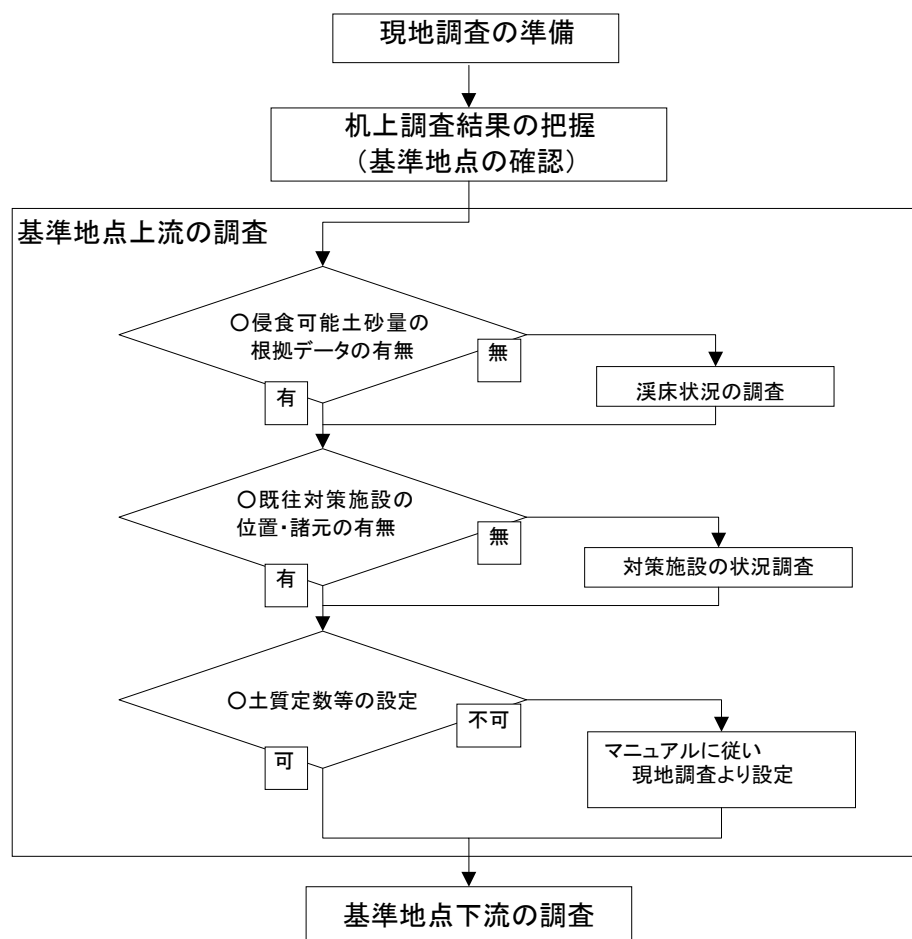 現地調査の準備
机上調査結果の把握
（基準地点の確認）
基準地点上流の調査
〇侵食可能土砂量の
根拠データの有無
無
有
渓床状況の調査
〇既往対策施設の
位置・諸元の有無
無
有
対策施設の状況調査
〇土質定数等の設定
不可
可
マニュアルに従い
現地調査より設定
基準地点下流の調査